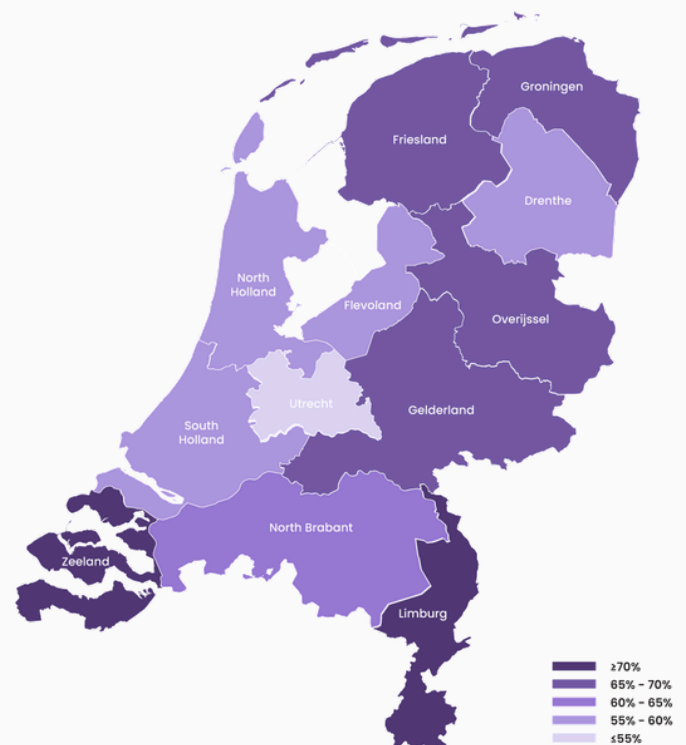 Groningen
Friesland
Drenthe
North
Holland
Flevoland
Overijssel
Utrecht
Gelderland
South
Holland
North Brabant
Zeeland
Limburg
≥70%
65% - 70%
60% - 65%
55% - 60%
≤55%